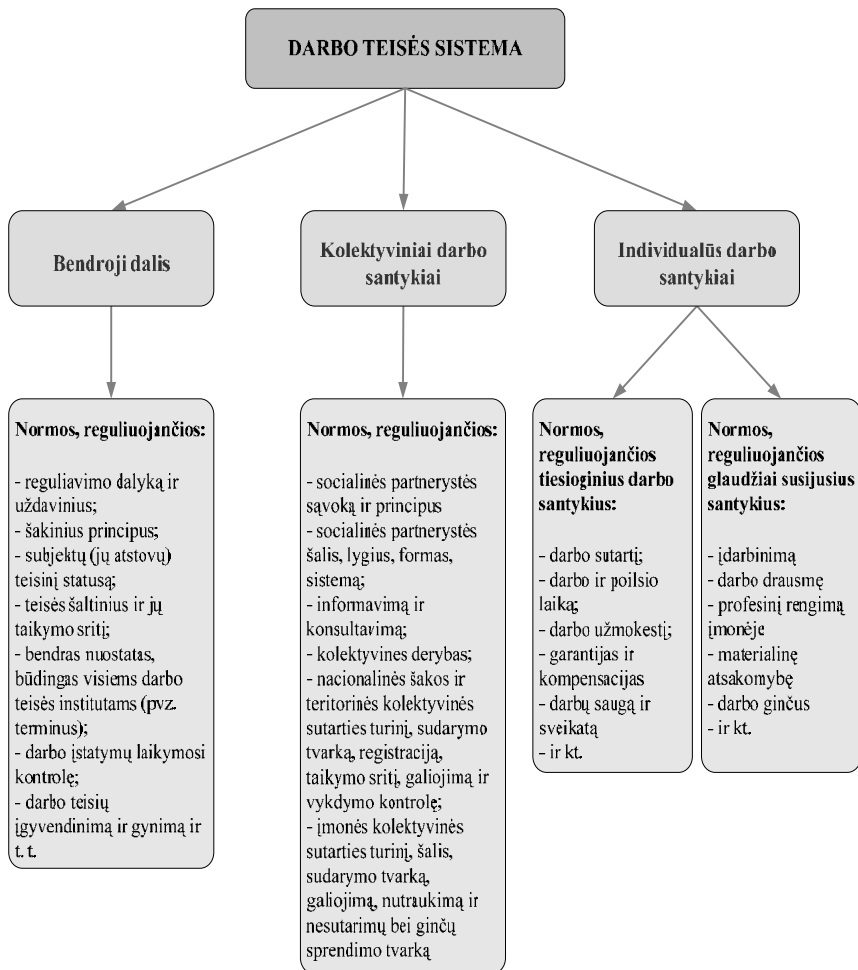 DARBO TEISĖS SISTEMA
Bendroji dalis
Kolektyviniai darbo
santykiai
Individualūs darbo
santykiai
Normos, reguliuojančios:
- reguliavimo dalyką ir
uždavinius;
- šakinius principus;
- subjektų (jų atstovų)
teisinį statusą;
- teisės šaltinius ir jų
taikymo sritį;
- bendras nuostatas,
būdingas visiems darbo
teisės institutams (pvz.
terminus);
- darbo įstatymų laikymosi
kontrolę;
- darbo teisių
įgyvendinimą ir gynimą ir
t. t.
Normos, reguliuojančios:
- socialinės partnerystės
sąvoką ir principus
- socialinės partnerystės
šalis, lygius, formas,
sistemą;
- informavimą ir
konsultavimą;
- kolektyvines derybas;
- nacionalinės šakos ir
teritorinės kolektyvinės
sutarties turinį, sudarymo
tvarką, registraciją,
taikymo sritį, galiojimą ir
vykdymo kontrolę;
- įmonės kolektyvinės
sutarties turinį, šalis,
sudarymo tvarką,
galiojimą, nutraukimą ir
nesutarimų bei ginčų
sprendimo tvarką
Normos,
reguliuojančios
tiesioginius darbo
santykius:
- darbo sutartį;
- darbo ir poilsio
laiką;
- darbo užmokestį;
- garantijas ir
kompensacijas
- darbų saugą ir
sveikatą
- ir kt.
Normos,
reguliuojančios
glaudžiai susijusius
santykius:
- įdarbinimą
- darbo drausmę
- profesinį rengimą
įmonėje
- materialinę
atsakomybę
- darbo ginčus
- ir kt.